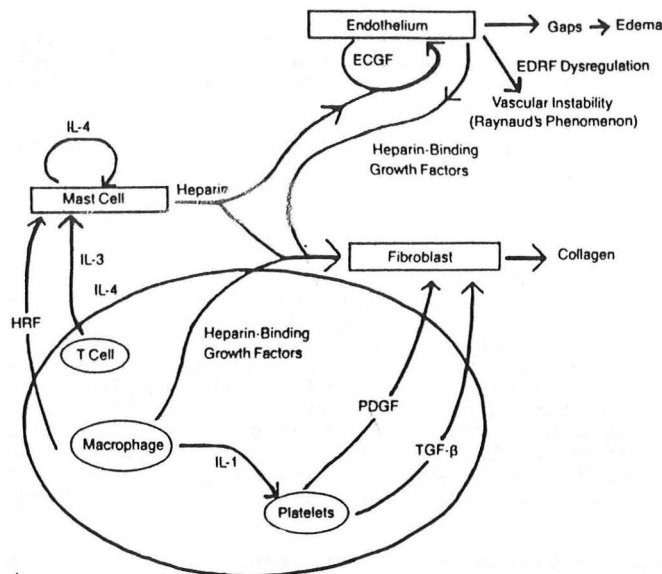 Endothelium
Gaps
Edema
ECGF
EDRF Dysregulation
Vascular Instability
(Raynaud's Phenomenon)
IL-4
Heparin-Binding
Growth Factors
Mast Cell
Heparin
Fibroblast
Collagen
IL-3
IL-4
HRF
T Cell
Heparin-Binding
Growth Factors
PDGF
Macrophage
IL-1
TGF-β
Platelets